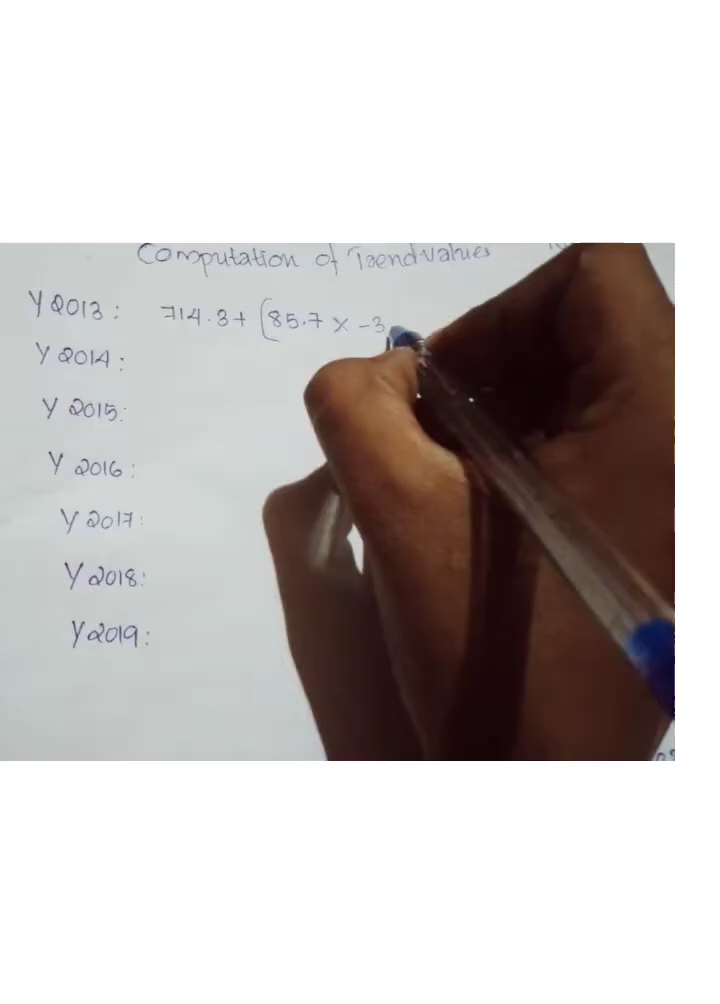 Computation of Trend values
Y 2013: 714.3 + (85.7 x -3
Y 2014:
Y 2015:
Y 2016:
Y 2017:
Y 2018:
Y 2019: